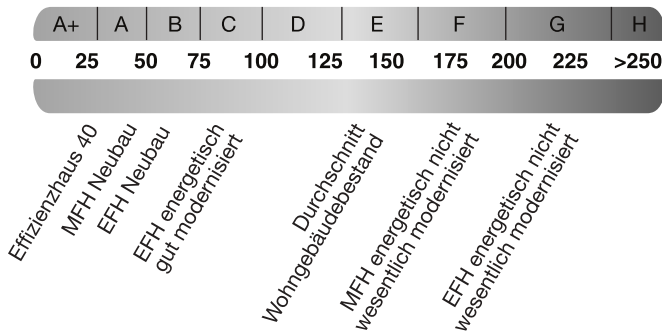 A+ A B C D E F G H
0 25 50 75 100 125 150 175 200 225 >250
Effizienzhaus 40
MFH Neubau
EFH Neubau
EFH energetisch
gut modernisiert
Durchschnitt
Wohngebäudebestand
MFH energetisch nicht
wesentlich modernisiert
EFH energetisch nicht
wesentlich modernisiert